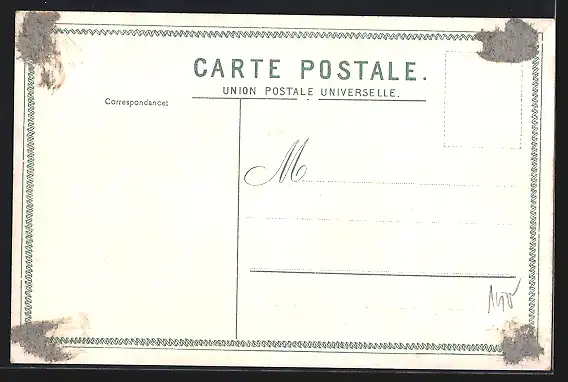 CARTE POSTALE.
UNION POSTALE UNIVERSELLE.
Correspondance:
M